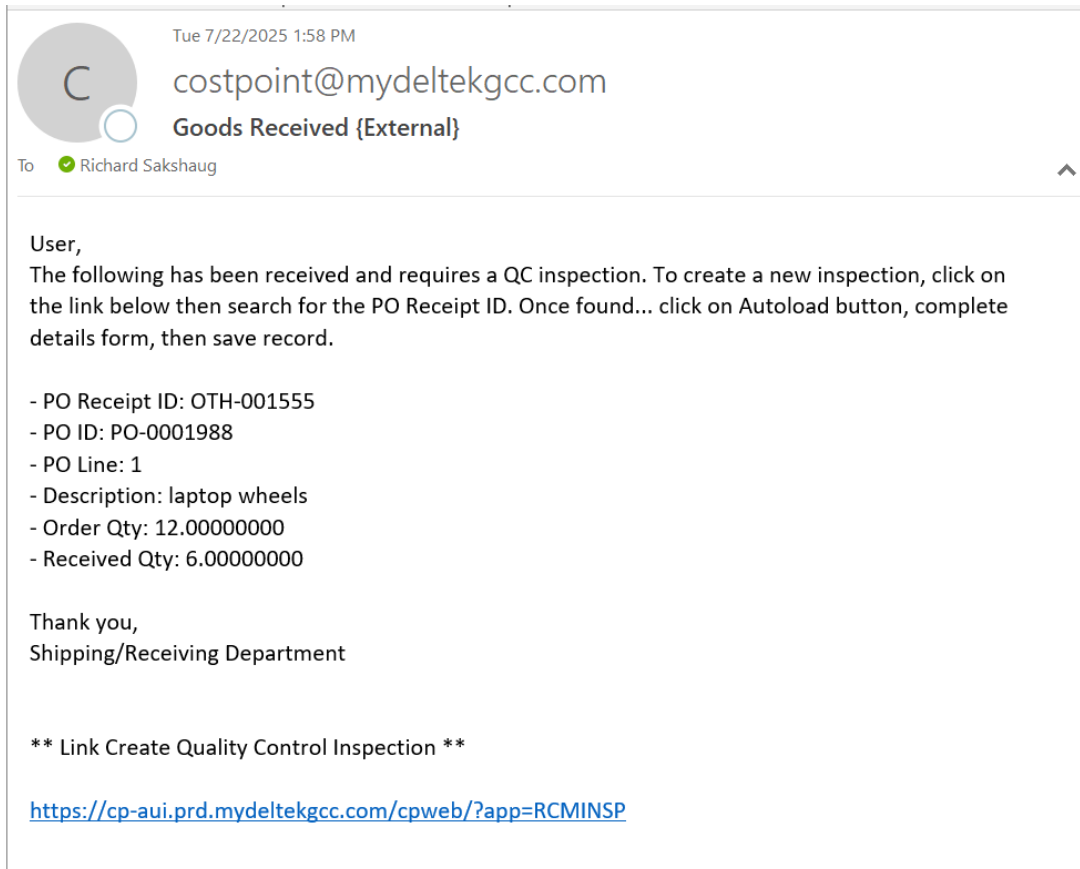 Tue 7/22/2025 1:58 PM
C
costpoint@mydeltekgcc.com
Goods Received {External}
To Richard Sakshaug
User,
The following has been received and requires a QC inspection. To create a new inspection, click on
the link below then search for the PO Receipt ID. Once found... click on Autoload button, complete
details form, then save record.
- PO Receipt ID: OTH-001555
- PO ID: PO-0001988
- PO Line: 1
- Description: laptop wheels
- Order Qty: 12.00000000
- Received Qty: 6.00000000
Thank you,
Shipping/Receiving Department
** Link Create Quality Control Inspection **
https://cp-aui.prd.mydeltekgcc.com/cpweb/?app=RCMINSP